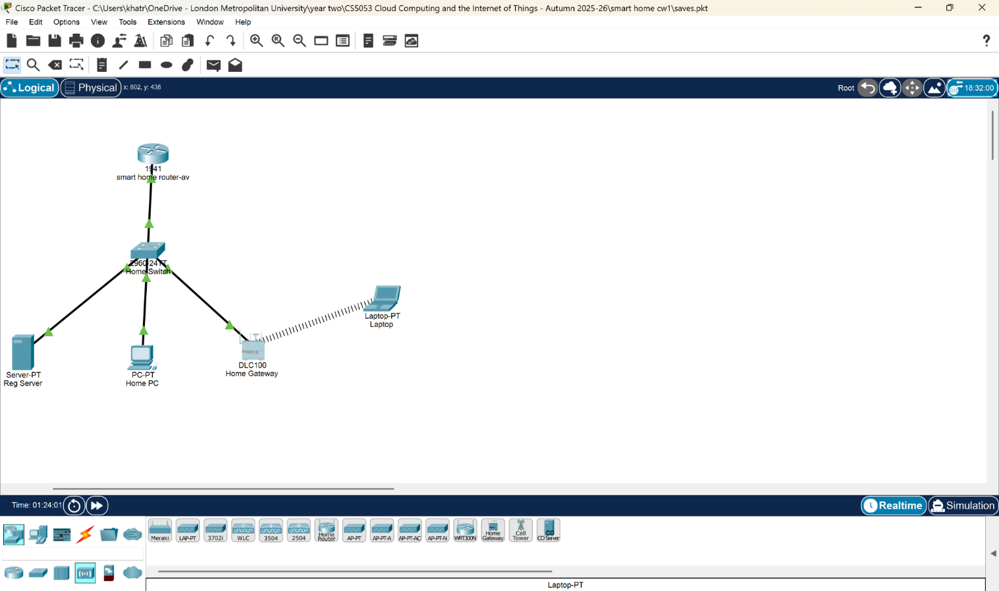 Cisco Packet Tracer - C:\Users\khatr\OneDrive - London Metropolitan University\year two\CS5053 Cloud Computing and the Internet of Things - Autumn 2025-26\smart home cw1\saves.pkt
File Edit Options View Tools Extensions Window Help
?
Logical Physical x: 802, y: 438 Root 18:32:00
1941
smart home router-av
2960-24TT
Home Switch
Laptop-PT
Laptop
DLC100
Home Gateway
Server-PT
Reg Server
PC-PT
Home PC
Time: 01:24:01 Realtime Simulation
Meraki LAP-PT 3702i WLC 3504 2504 Home Router AP-PT AP-PT-A AP-PT-AC AP-PT-N WRT300N Home Gateway Cell Tower CO CO Server
Laptop-PT